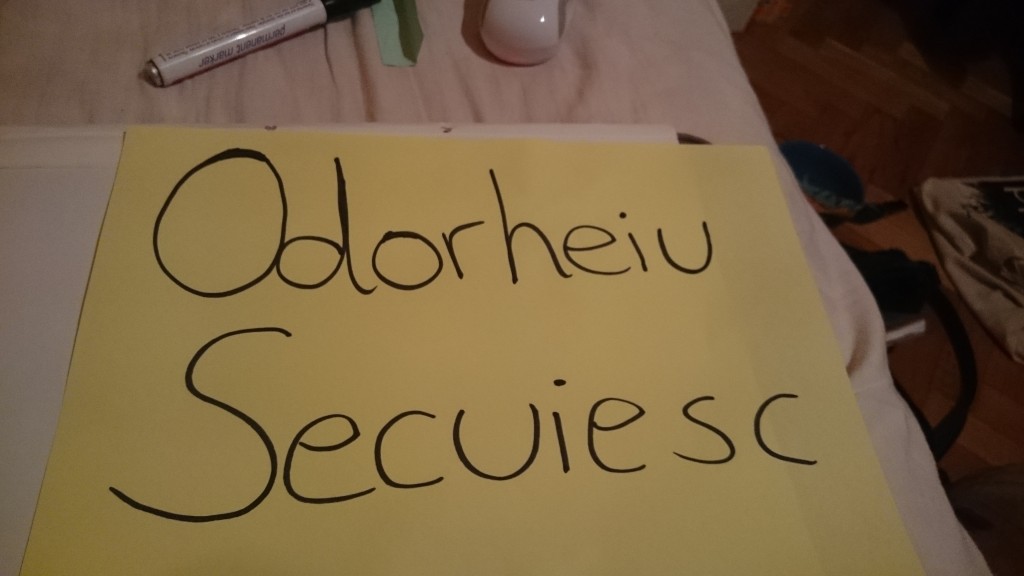 permanent marker
Odorheiu
Secuiesc